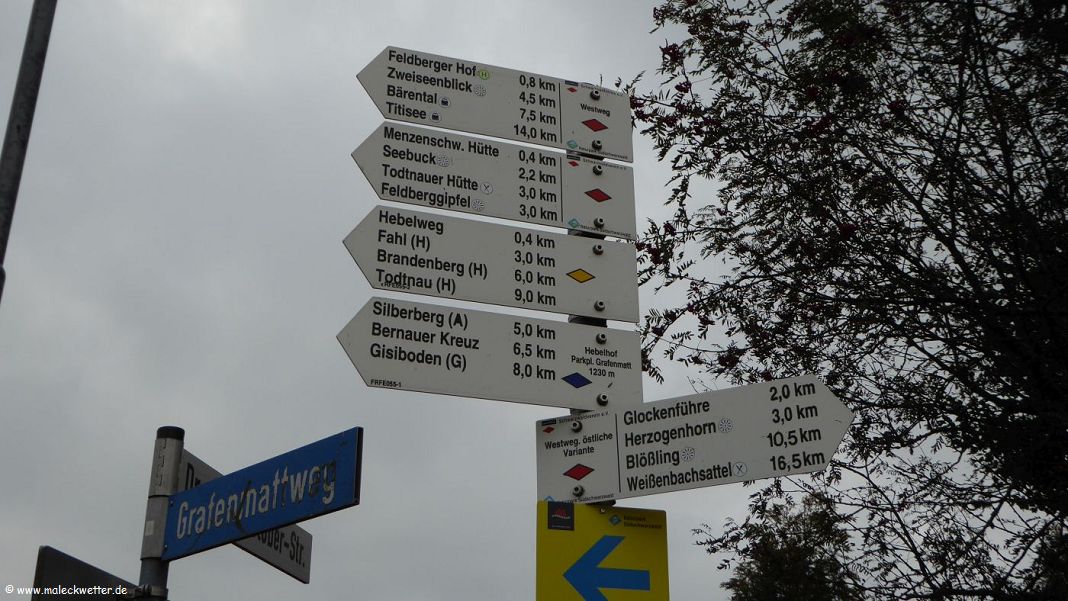 Feldberger Hof H 0,8 km
Zweiseenblick 4,5 km
Bärental 7,5 km
Titisee 14,0 km
Westweg
Menzenschw. Hütte 0,4 km
Seebuck 2,2 km
Todtnauer Hütte 3,0 km
Feldberggipfel 3,0 km
Hebelweg 0,4 km
Fahl (H) 3,0 km
Brandenberg (H) 6,0 km
Todtnau (H) 9,0 km
Silberberg (A) 5,0 km
Bernauer Kreuz 6,5 km
Gisiboden (G) 8,0 km
Hebelhof
Parkpl. Grafenmatt
1230 m
FRFE055-1
Westweg. östliche
Variante
Glockenführe 2,0 km
Herzogenhorn 3,0 km
Blößling 10,5 km
Weißenbachsattel 16,5 km
Grafenmattweg
Str.
© www.maleckwetter.de